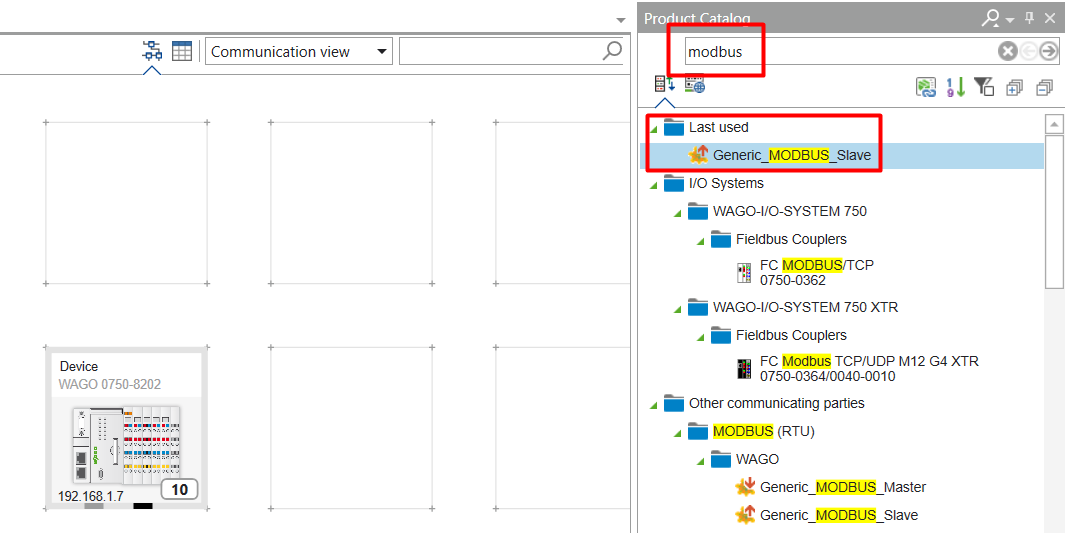 Product Catalog
Communication view
modbus
Last used
Generic_MODBUS_Slave
I/O Systems
WAGO-I/O-SYSTEM 750
Fieldbus Couplers
FC MODBUS/TCP
0750-0362
WAGO-I/O-SYSTEM 750 XTR
Fieldbus Couplers
FC Modbus TCP/UDP M12 G4 XTR
0750-0364/0040-0010
Other communicating parties
MODBUS (RTU)
WAGO
Generic_MODBUS_Master
Generic_MODBUS_Slave
Device
WAGO 0750-8202
192.168.1.7
10